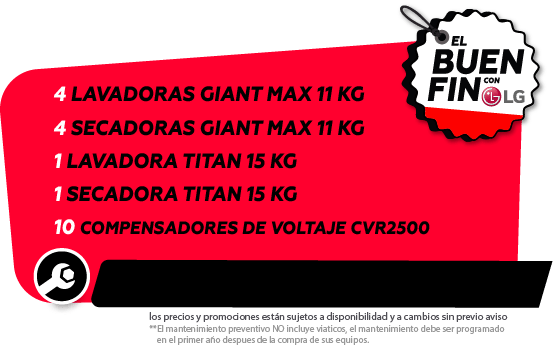 EL
BUEN
FIN CON LG
4 LAVADORAS GIANT MAX 11 KG
4 SECADORAS GIANT MAX 11 KG
1 LAVADORA TITAN 15 KG
1 SECADORA TITAN 15 KG
10 COMPENSADORES DE VOLTAJE CVR2500
los precios y promociones están sujetos a disponibilidad y a cambios sin previo aviso
**El mantenimiento preventivo NO incluye viaticos, el mantenimiento debe ser programado
en el primer año despues de la compra de sus equipos.